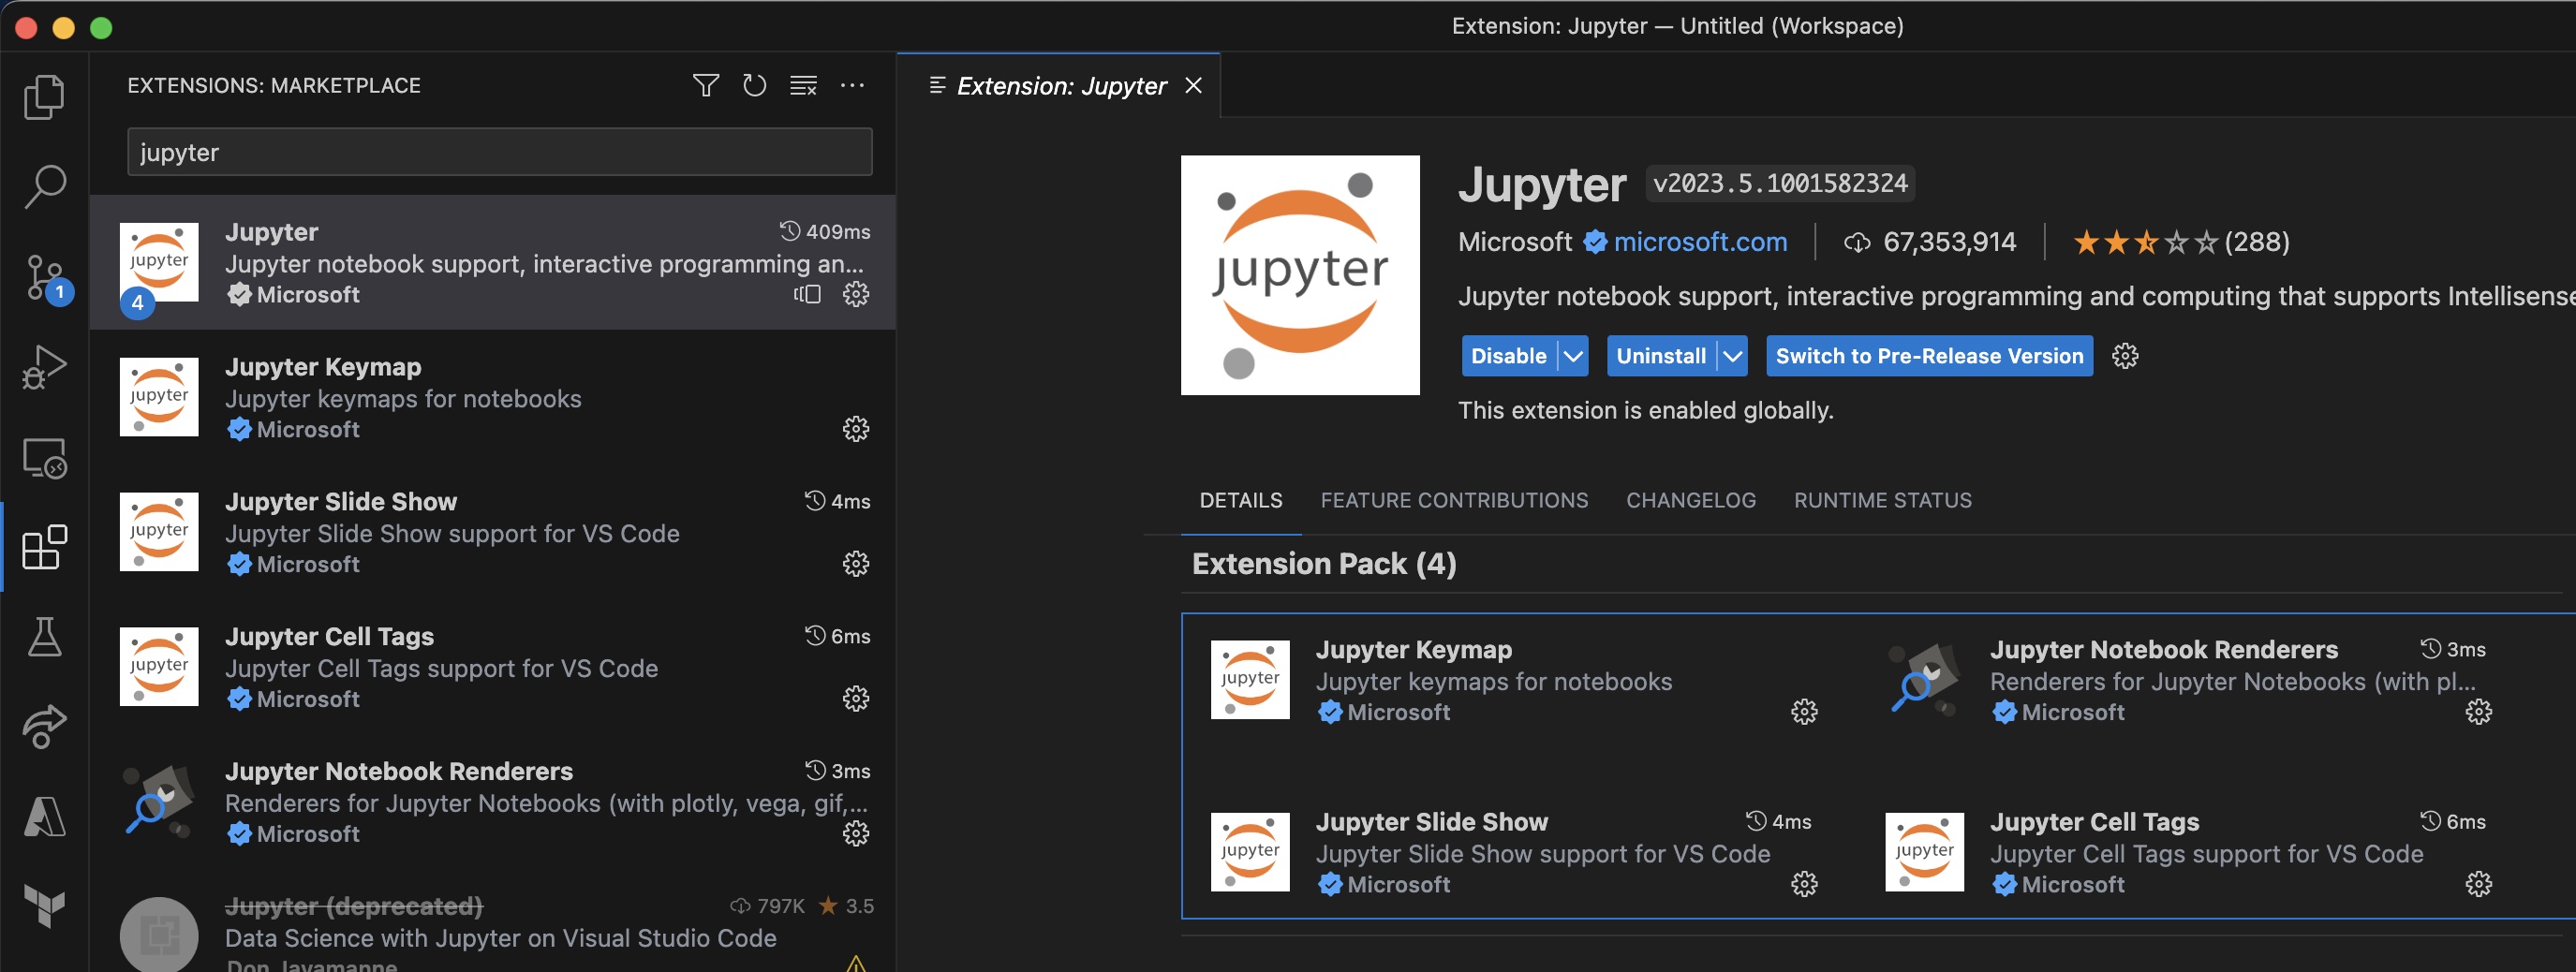 Extension: Jupyter — Untitled (Workspace)
EXTENSIONS: MARKETPLACE
jupyter
jupyter
4
Jupyter
409ms
Jupyter notebook support, interactive programming an...
Microsoft
jupyter
Jupyter Keymap
Jupyter keymaps for notebooks
Microsoft
jupyter
Jupyter Slide Show
4ms
Jupyter Slide Show support for VS Code
Microsoft
jupyter
Jupyter Cell Tags
6ms
Jupyter Cell Tags support for VS Code
Microsoft
Jupyter Notebook Renderers
3ms
Renderers for Jupyter Notebooks (with plotly, vega, gif,...
Microsoft
Jupyter (deprecated)
797K
3.5
Data Science with Jupyter on Visual Studio Code
Don Jayamanne
1
Extension: Jupyter
jupyter
Jupyter v2023.5.1001582324
Microsoft microsoft.com 67,353,914 (288)
Jupyter notebook support, interactive programming and computing that supports Intellisense
Disable Uninstall Switch to Pre-Release Version
This extension is enabled globally.
DETAILS FEATURE CONTRIBUTIONS CHANGELOG RUNTIME STATUS
Extension Pack (4)
jupyter
Jupyter Keymap
Jupyter keymaps for notebooks
Microsoft
Jupyter Notebook Renderers
3ms
Renderers for Jupyter Notebooks (with pl...
Microsoft
jupyter
Jupyter Slide Show
4ms
Jupyter Slide Show support for VS Code
Microsoft
jupyter
Jupyter Cell Tags
6ms
Jupyter Cell Tags support for VS Code
Microsoft